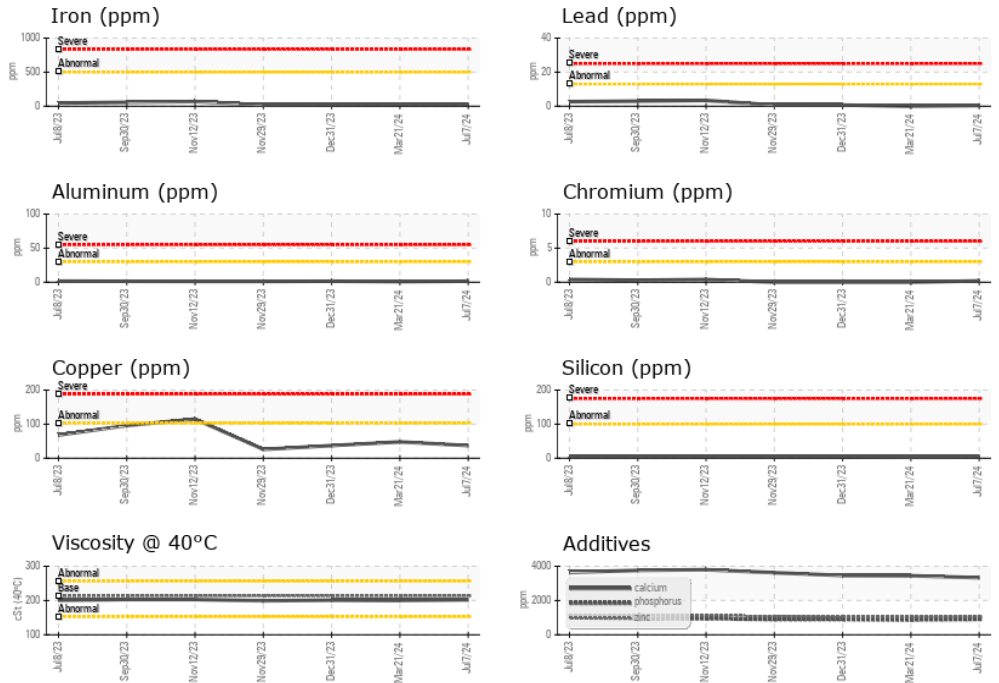 Iron (ppm)
1000
500
0
ppm
Severe
Abnormal
Jul8/23
Sep30/23
Nov12/23
Nov29/23
Dec31/23
Mar21/24
Jul7/24
Lead (ppm)
40
20
0
ppm
Severe
Abnormal
Jul8/23
Sep30/23
Nov12/23
Nov29/23
Dec31/23
Mar21/24
Jul7/24
Aluminum (ppm)
100
50
0
ppm
Severe
Abnormal
Jul8/23
Sep30/23
Nov12/23
Nov29/23
Dec31/23
Mar21/24
Jul7/24
Chromium (ppm)
10
5
0
ppm
Severe
Abnormal
Jul8/23
Sep30/23
Nov12/23
Nov29/23
Dec31/23
Mar21/24
Jul7/24
Copper (ppm)
200
100
0
ppm
Severe
Abnormal
Jul8/23
Sep30/23
Nov12/23
Nov29/23
Dec31/23
Mar21/24
Jul7/24
Silicon (ppm)
200
100
0
ppm
Severe
Abnormal
Jul8/23
Sep30/23
Nov12/23
Nov29/23
Dec31/23
Mar21/24
Jul7/24
Viscosity @ 40°C
300
200
100
cSt (40°C)
Abnormal
Base
Abnormal
Jul8/23
Sep30/23
Nov12/23
Nov29/23
Dec31/23
Mar21/24
Jul7/24
Additives
4000
2000
0
ppm
calcium
phosphorus
zinc
Jul8/23
Sep30/23
Nov12/23
Nov29/23
Dec31/23
Mar21/24
Jul7/24